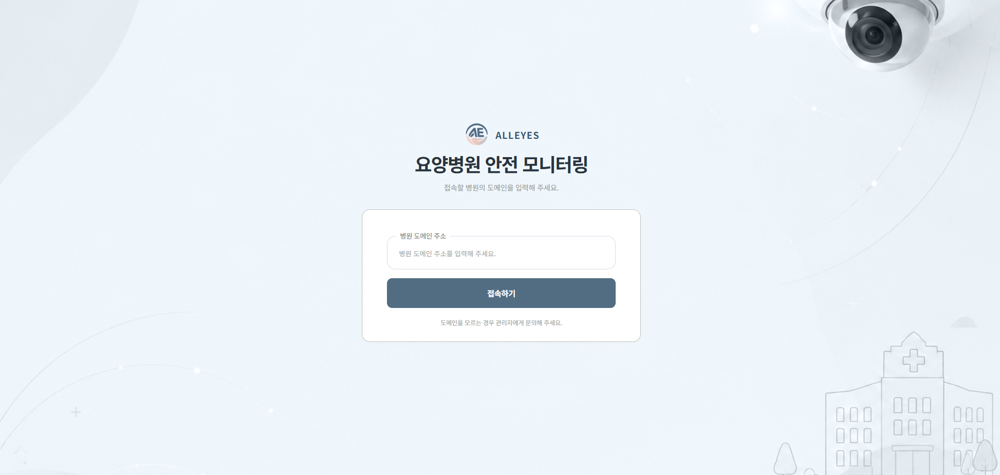 AE ALLEYES
요양병원 안전 모니터링
접속할 병원의 도메인을 입력해 주세요.
병원 도메인 주소
병원 도메인 주소를 입력해 주세요.
접속하기
도메인을 모르는 경우 관리자에게 문의해 주세요.